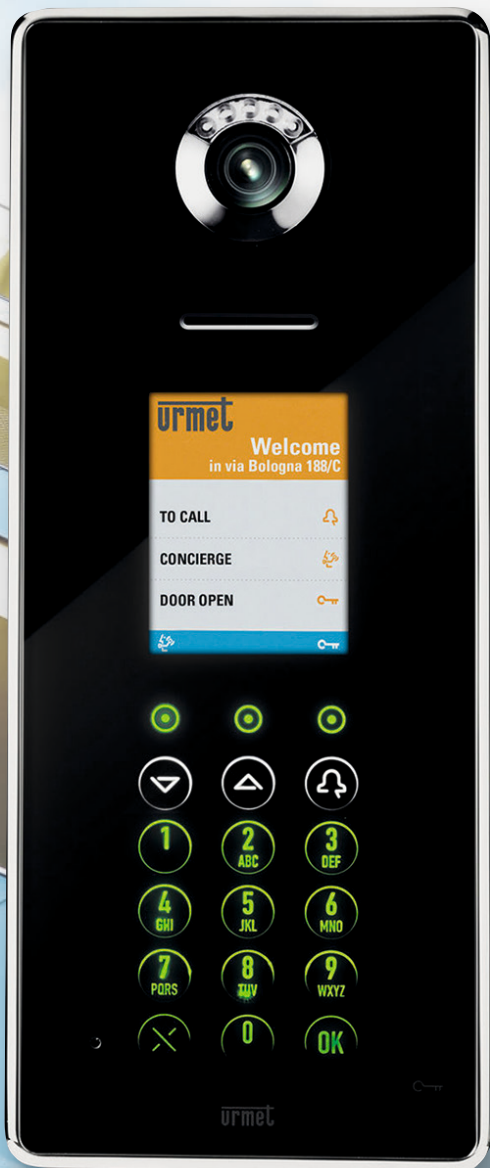 urmet
Welcome
in via Bologna 188/C
TO CALL
CONCIERGE
DOOR OPEN
1 2 3
ABC DEF
4 5 6
GHI JKL MNO
7 8 9
PQRS TUV WXYZ
0 OK
urmet